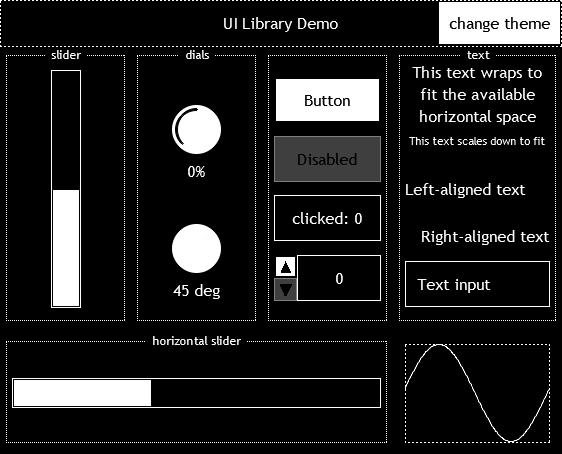 UI Library Demo
change theme
slider
dials
0%
45 deg
Button
Disabled
clicked: 0
0
text
This text wraps to
fit the available
horizontal space
This text scales down to fit
Left-aligned text
Right-aligned text
Text input
horizontal slider